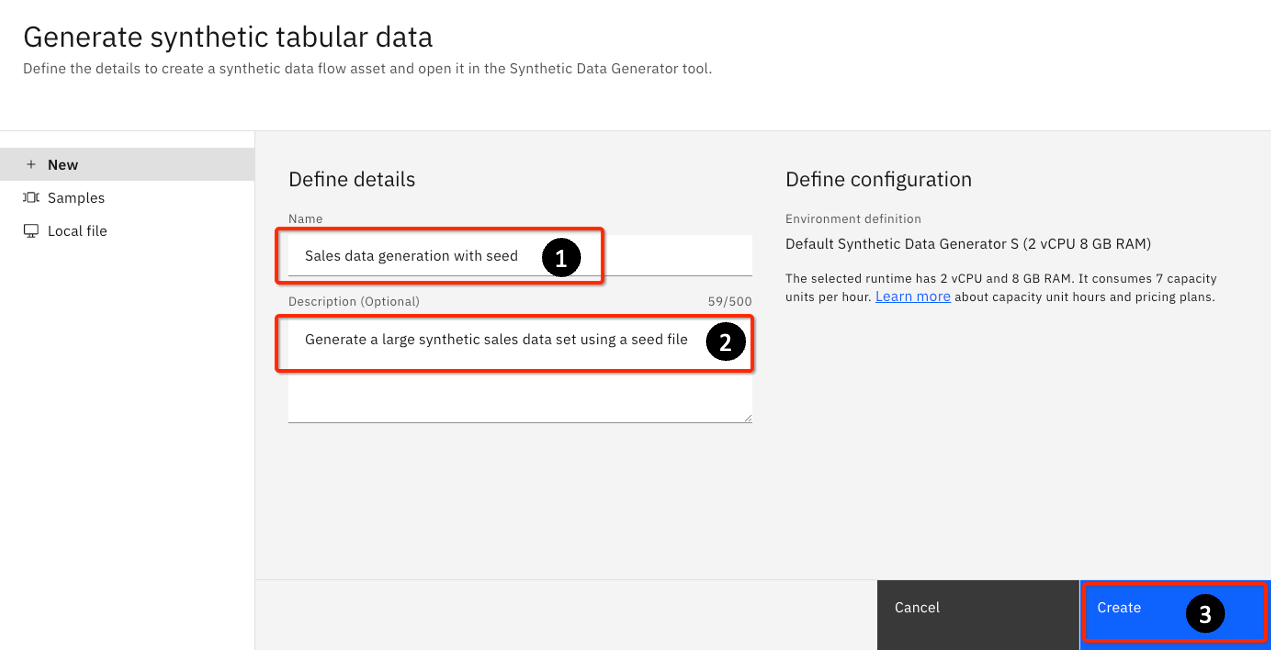 Generate synthetic tabular data
Define the details to create a synthetic data flow asset and open it in the Synthetic Data Generator tool.
+ New
Samples
Local file
Define details
Name
Sales data generation with seed
1
Description (Optional)
59/500
Generate a large synthetic sales data set using a seed file
2
Define configuration
Environment definition
Default Synthetic Data Generator S (2 vCPU 8 GB RAM)
The selected runtime has 2 vCPU and 8 GB RAM. It consumes 7 capacity
units per hour. Learn more about capacity unit hours and pricing plans.
Cancel
Create
3